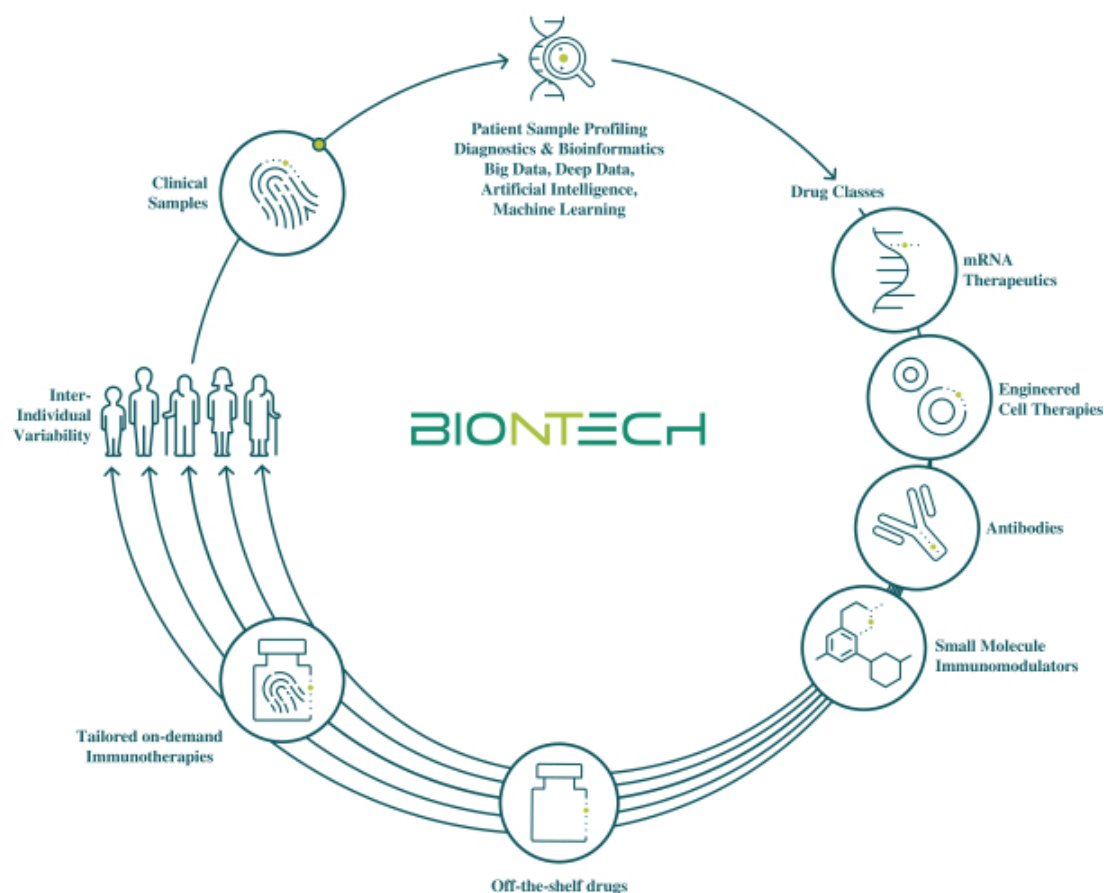 Patient Sample Profiling
Diagnostics & Bioinformatics
Big Data, Deep Data,
Artificial Intelligence,
Machine Learning
Clinical
Samples
Drug Classes
mRNA
Therapeutics
Inter-
Individual
Variability
Engineered
Cell Therapies
BIONTECH
Antibodies
Small Molecule
Immunomodulators
Tailored on-demand
Immunotherapies
Off-the-shelf drugs